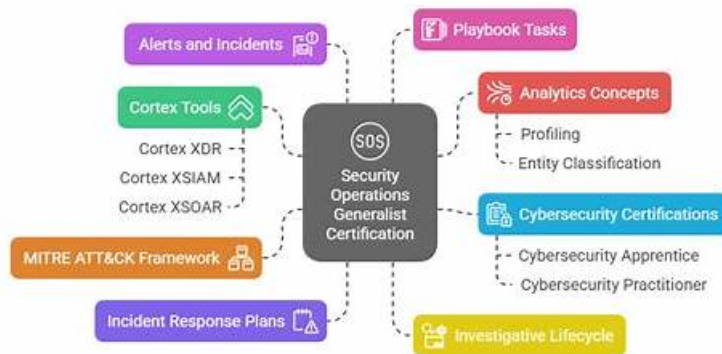 Alerts and Incidents
Playbook Tasks
Cortex Tools
Cortex XDR
Cortex XSIAM
Cortex XSOAR
SOS
Security
Operations
Generalist
Certification
Analytics Concepts
Profiling
Entity Classification
MITRE ATT&CK Framework
Cybersecurity Certifications
Cybersecurity Apprentice
Cybersecurity Practitioner
Incident Response Plans
Investigative Lifecycle